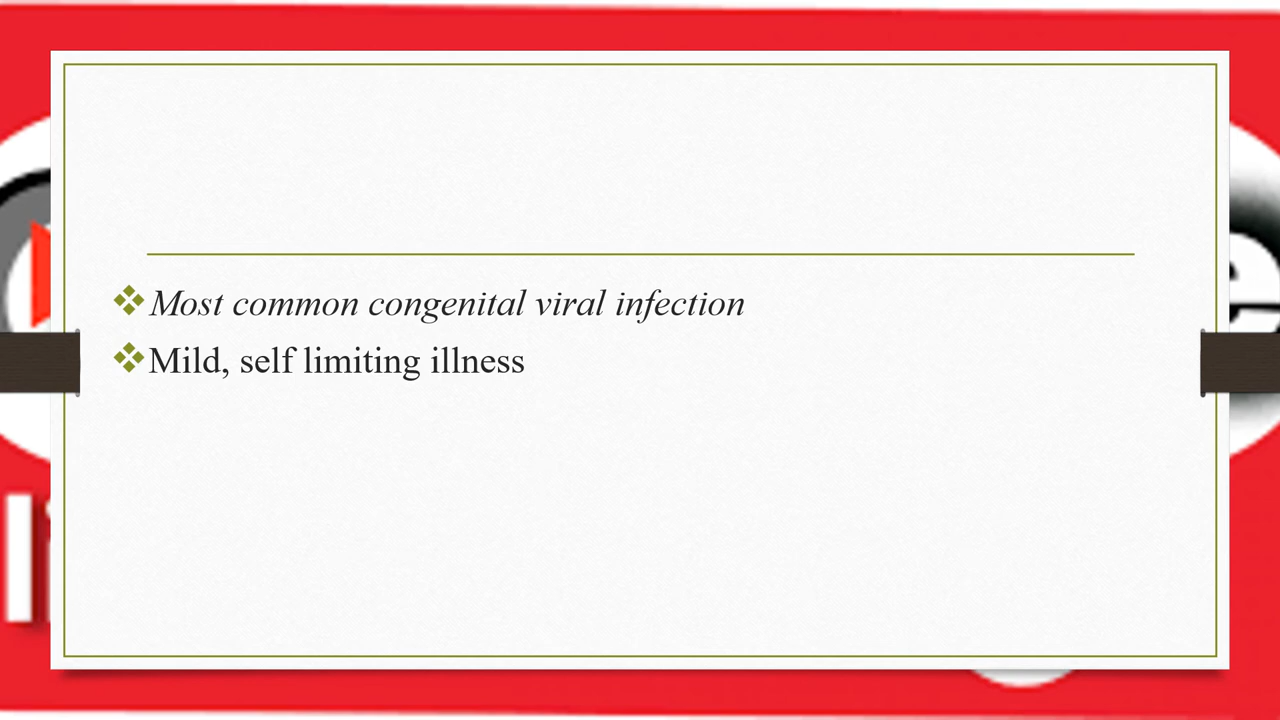 Most common congenital viral infection
Mild, self limiting illness